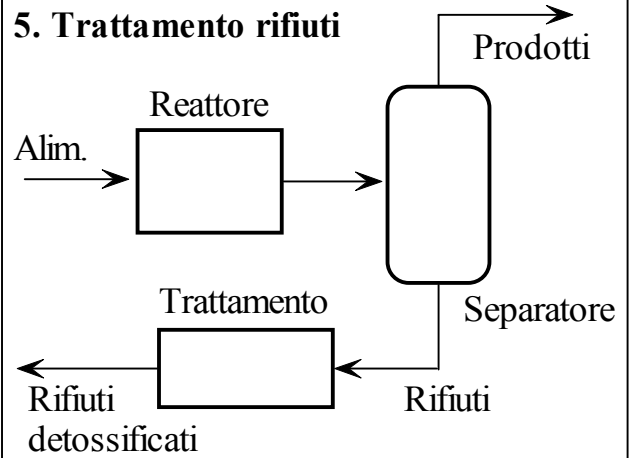 5. Trattamento rifiuti
Prodotti
Reattore
Alim.
Trattamento
Separatore
Rifiuti
Rifiuti
detossificati